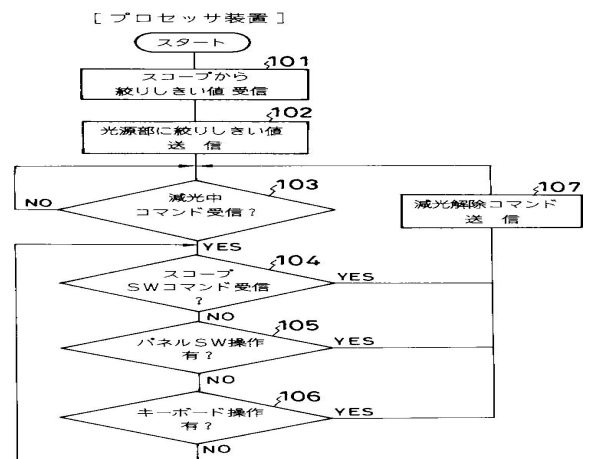 [ プロセッサ装置 ]
スタート
101
スコープから
絞りしきい値 受信
102
光源部に絞りしきい値
送 信
103
減光中
コマンド受信?
NO
YES
107
減光解除コマンド
送 信
104
スコープ
SWコマンド受信
?
YES
NO
105
パネルSW操作
有?
YES
NO
106
キーボード操作
有?
YES
NO